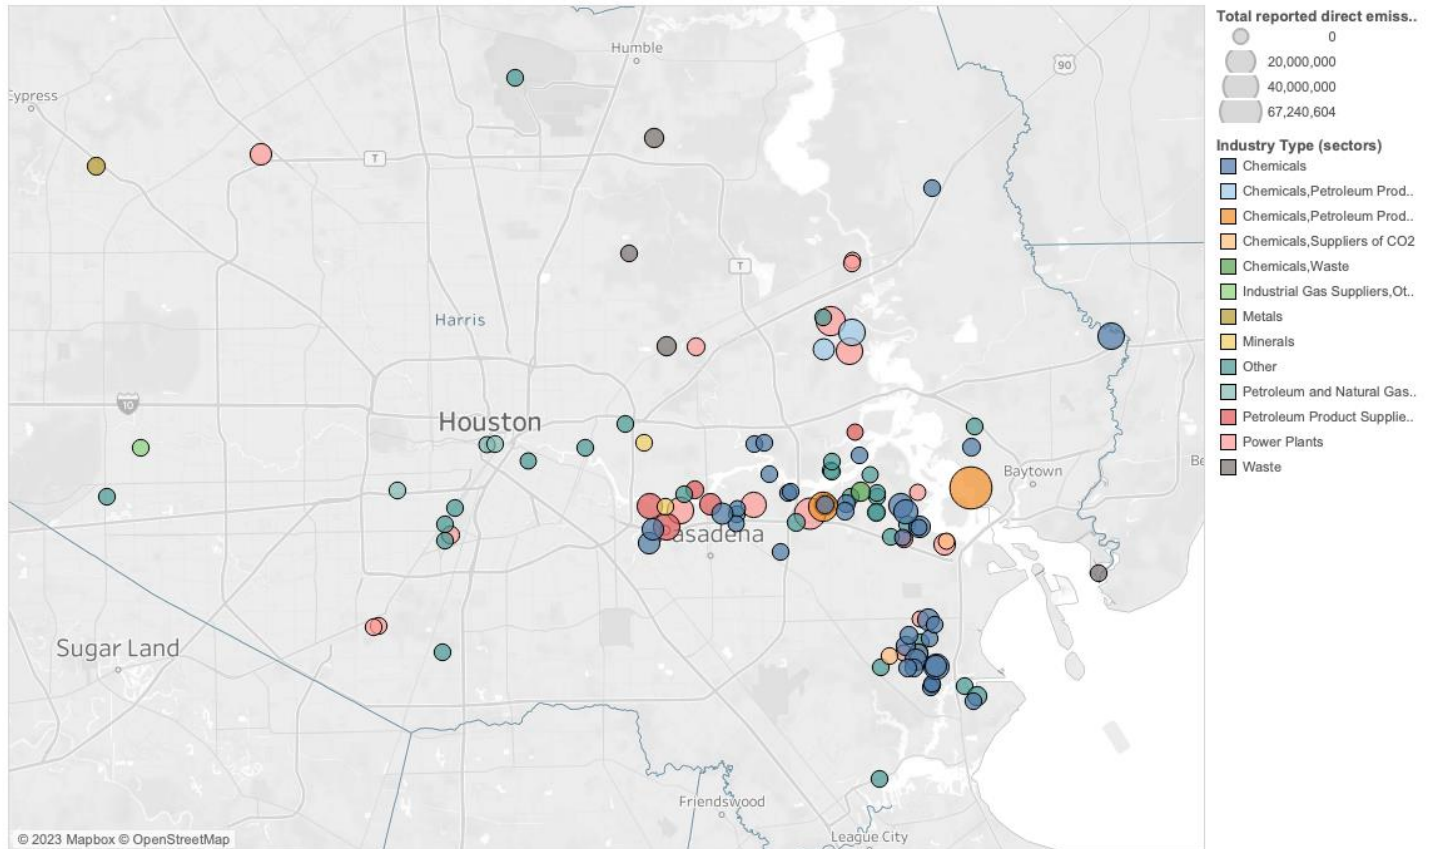 Humble
90
Cypress
T
T
Harris
10
Houston
Baytown
Be
asadena
Sugar Land
Friendswood
League City
© 2023 Mapbox © OpenStreetMap
Total reported direct emiss..
0
20,000,000
40,000,000
67,240,604
Industry Type (sectors)
Chemicals
Chemicals,Petroleum Prod..
Chemicals,Petroleum Prod..
Chemicals,Suppliers of CO2
Chemicals,Waste
Industrial Gas Suppliers,Ot..
Metals
Minerals
Other
Petroleum and Natural Gas..
Petroleum Product Supplie..
Power Plants
Waste